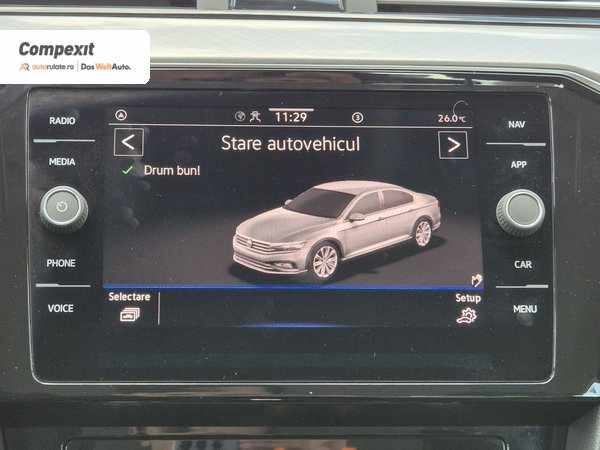 Compexit
autorulate.ro | Das WeltAuto.
RADIO
MEDIA
PHONE
VOICE
11:29
3
26.0°C
Stare autovehicul
Drum bun!
Selectare
Setup
NAV
APP
CAR
MENU